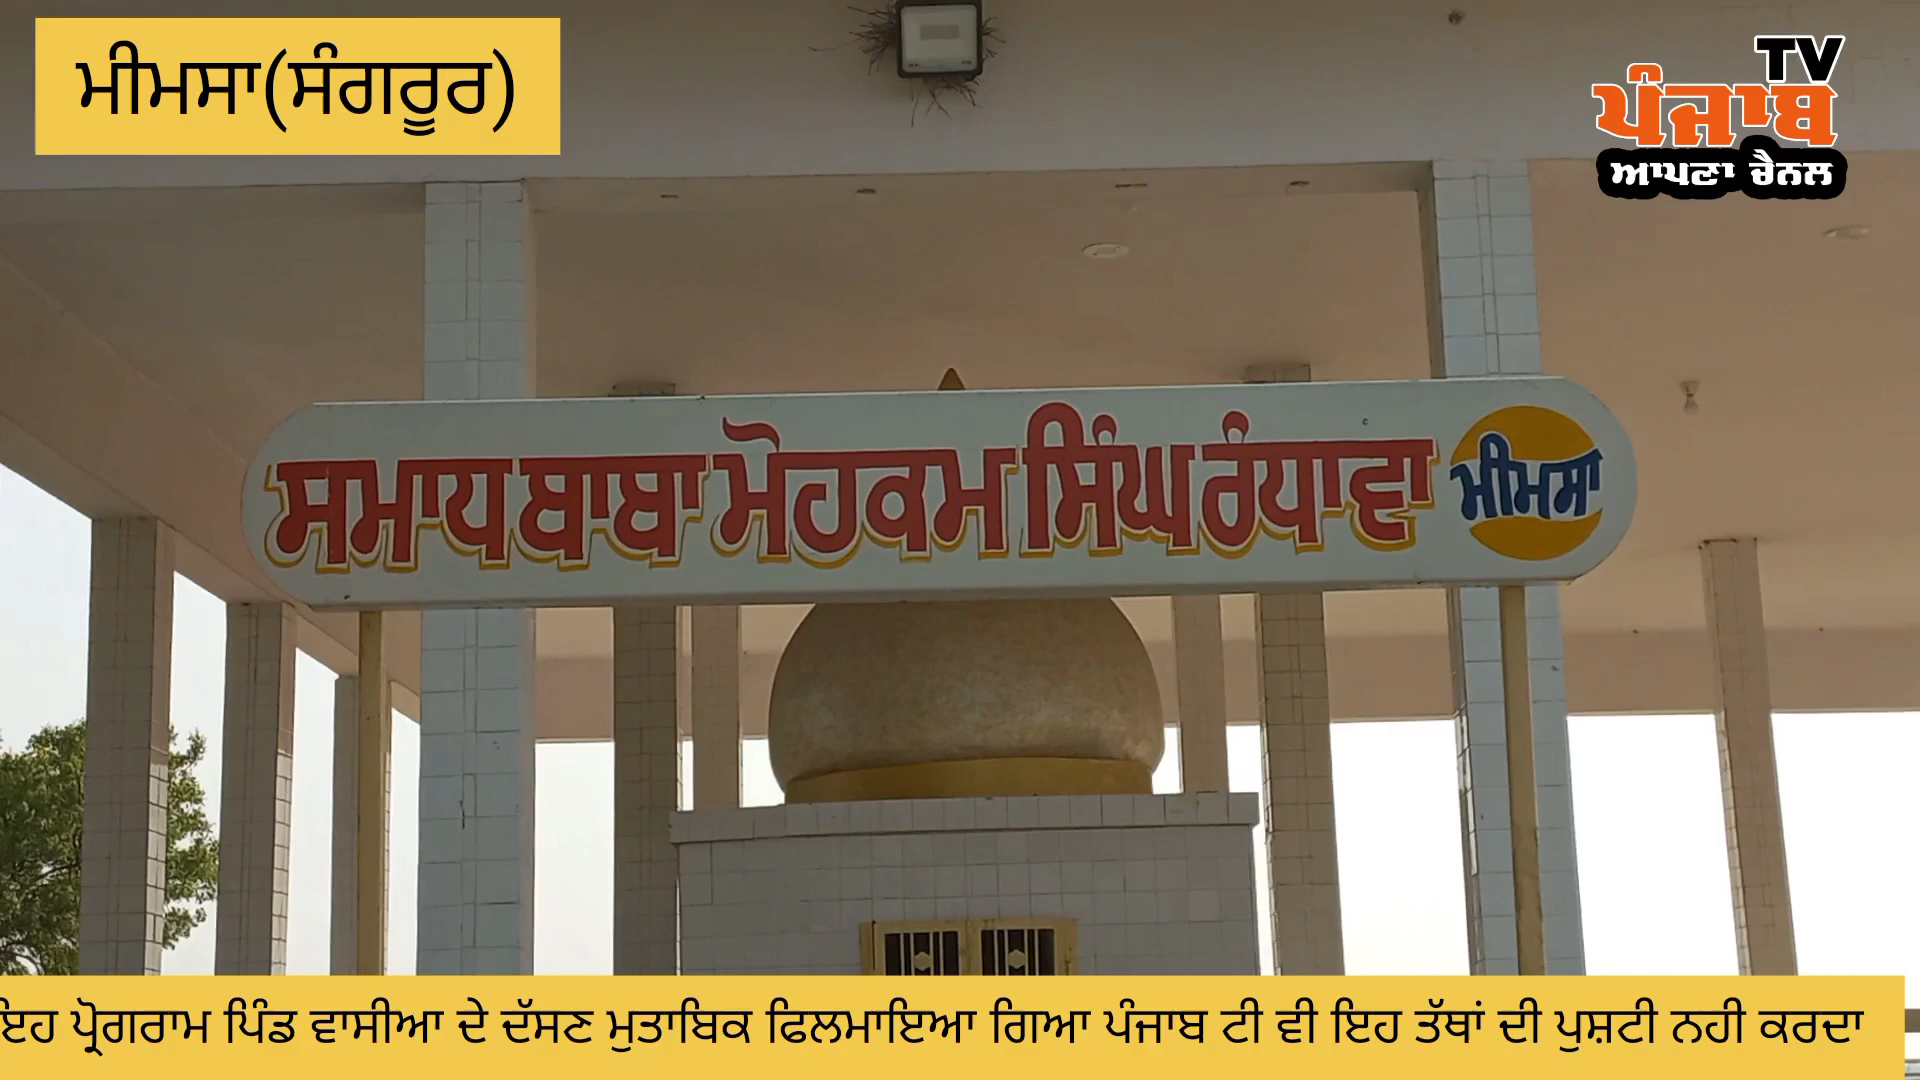 ਮੀਮਸਾ(ਸੰਗਰੂਰ)
TV
ਪੰਜਾਬ
ਆਪਣਾ ਚੈਨਲ
ਸਮਾਧ ਬਾਬਾ ਮੋਹਕਮ ਸਿੰਘ ਰੰਧਾਵਾ ਮੀਮਸਾ
ਇਹ ਪ੍ਰੋਗਰਾਮ ਪਿੰਡ ਵਾਸੀਆ ਦੇ ਦੱਸਣ ਮੁਤਾਬਿਕ ਫਿਲਮਾਇਆ ਗਿਆ ਪੰਜਾਬ ਟੀ ਵੀ ਇਹ ਤੱਥਾਂ ਦੀ ਪੁਸ਼ਟੀ ਨਹੀ ਕਰਦਾ